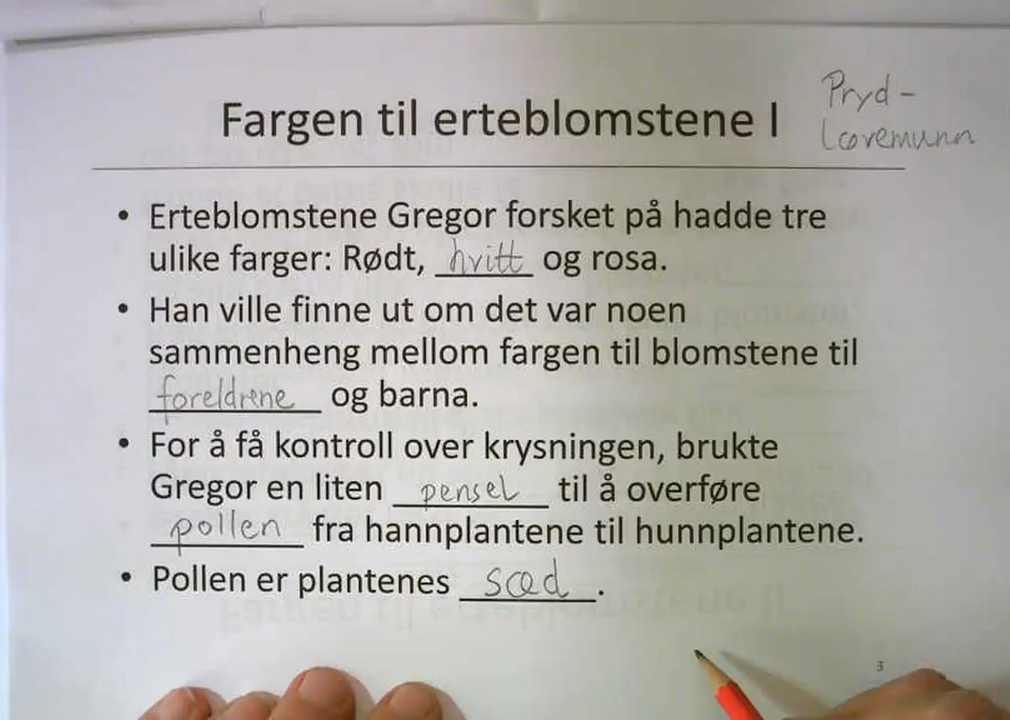 Fargen til erteblomstene I
Pryd-
Løvemunn
• Erteblomstene Gregor forsket på hadde tre
ulike farger: Rødt, hvitt og rosa.
• Han ville finne ut om det var noen
sammenheng mellom fargen til blomstene til
foreldrene og barna.
• For å få kontroll over krysningen, brukte
Gregor en liten pensel til å overføre
pollen fra hannplantene til hunnplantene.
• Pollen er plantenes sæd.
3